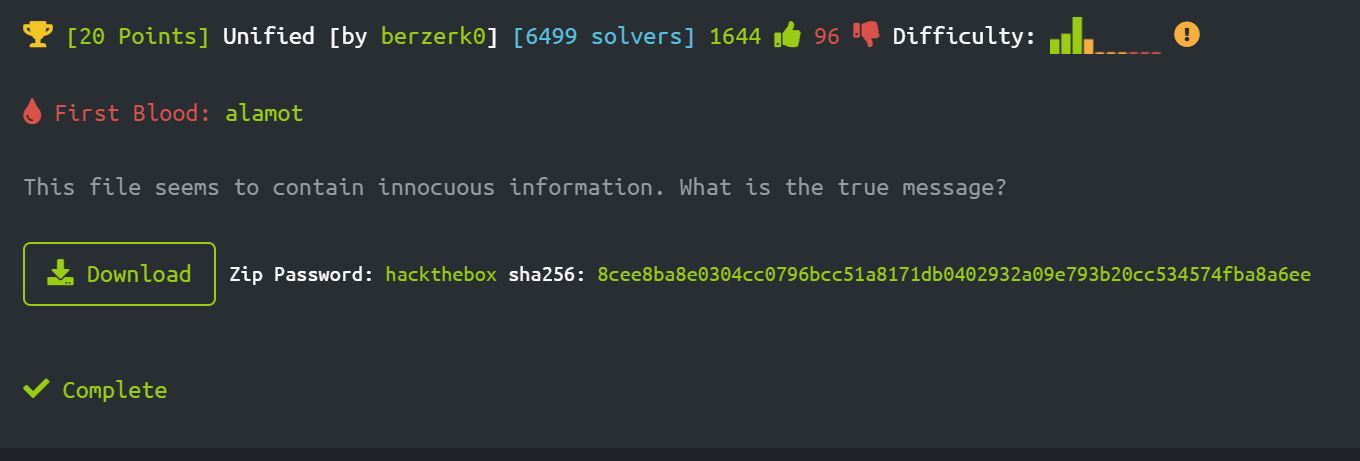 [20 Points] Unified [by berzerk0] [6499 solvers] 1644 96 Difficulty:
First Blood: alamot
This file seems to contain innocuous information. What is the true message?
Download Zip Password: hackthebox sha256: 8cee8ba8e0304cc0796bcc51a8171db0402932a09e793b20cc534574fba8a6ee
Complete